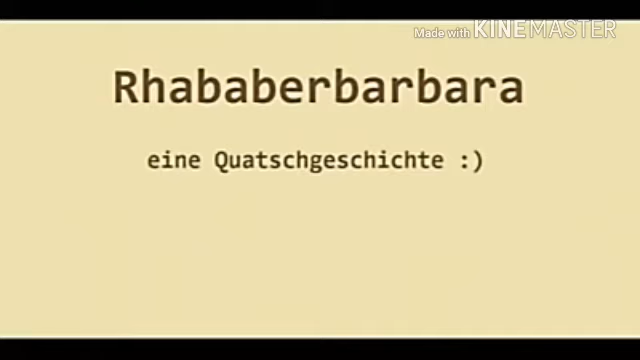 Made with KINEMASTER
Rhababerbarbara
eine Quatschgeschichte :)